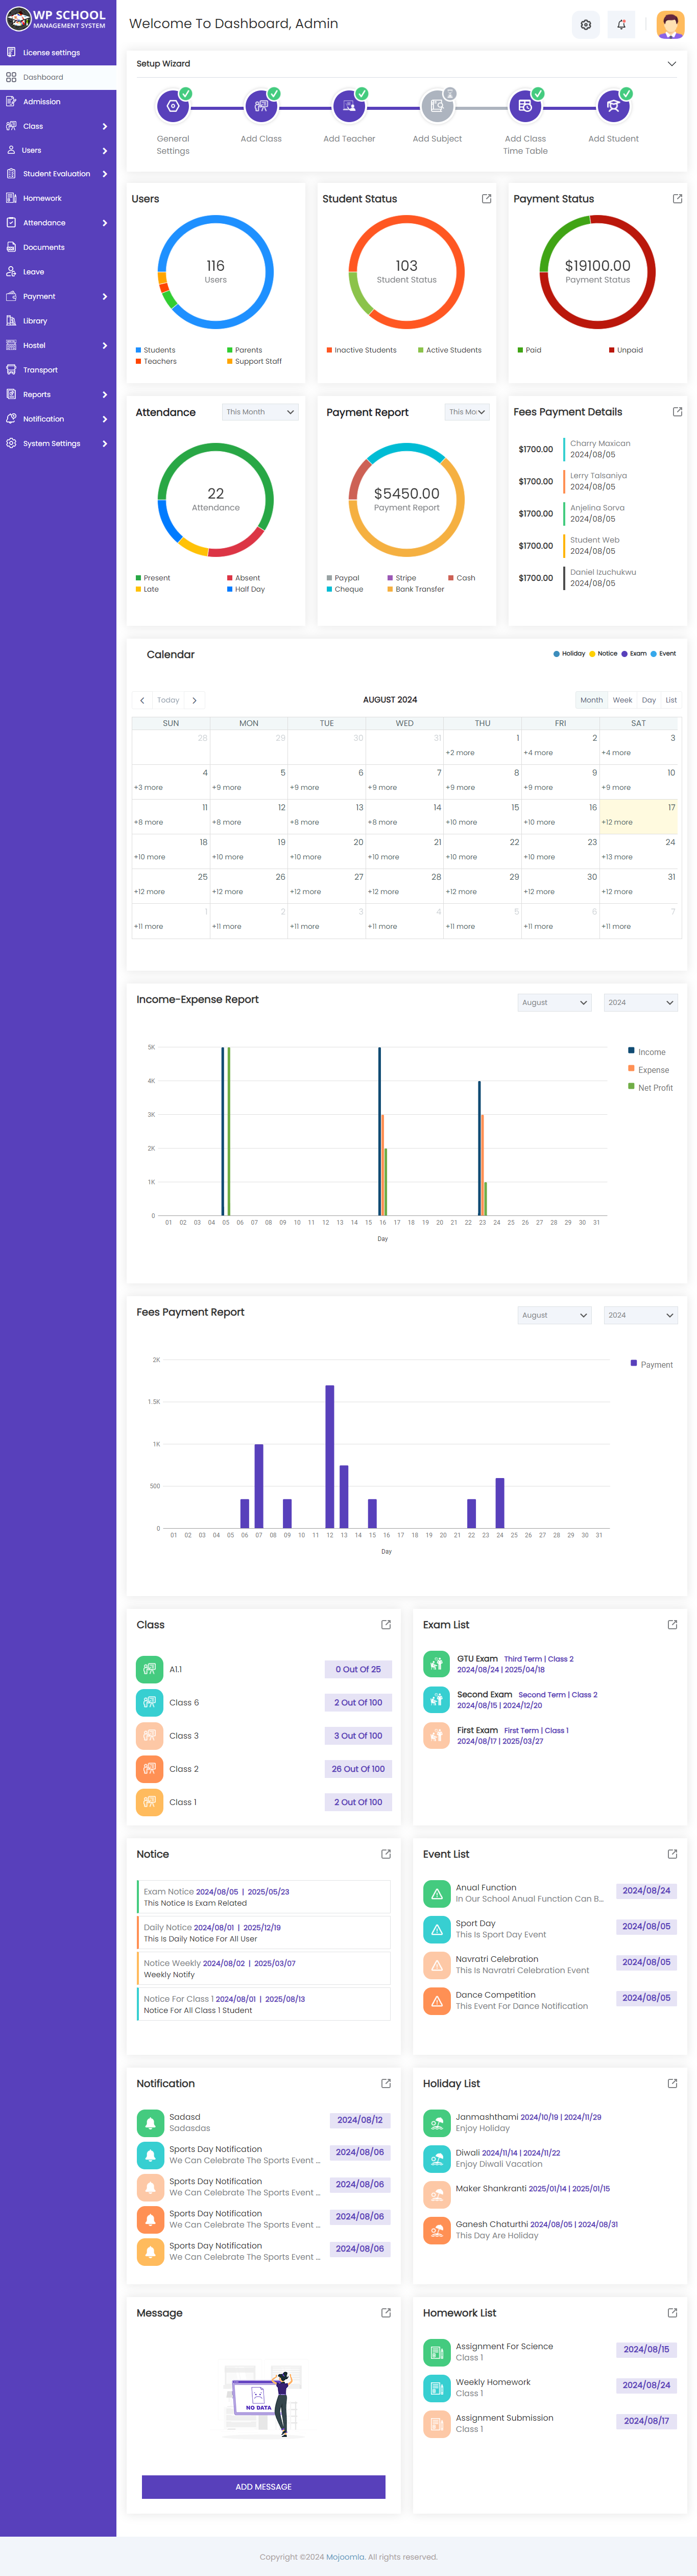 WP SCHOOL
MANAGEMENT SYSTEM
License settings
Dashboard
Admission
Class
Users
Student Evaluation
Homework
Attendance
Documents
Leave
Payment
Library
Hostel
Transport
Reports
Notification
System Settings
Welcome To Dashboard, Admin
Setup Wizard
General
Settings
Add Class
Add Teacher
Add Subject
Add Class
Time Table
Add Student
Users
116
Users
Students
Parents
Teachers
Support Staff
Student Status
103
Student Status
Inactive Students
Active Students
Payment Status
$19100.00
Payment Status
Paid
Unpaid
Attendance
This Month
22
Attendance
Present
Absent
Late
Half Day
Payment Report
This Mo
$5450.00
Payment Report
Paypal
Stripe
Cash
Cheque
Bank Transfer
Fees Payment Details
$1700.00
Charry Maxican
2024/08/05
$1700.00
Lerry Talsaniya
2024/08/05
$1700.00
Anjelina Sorva
2024/08/05
$1700.00
Student Web
2024/08/05
$1700.00
Daniel Izuchukwu
2024/08/05
Calendar
Holiday Notice Exam Event
Today
AUGUST 2024
Month Week Day List
SUN MON TUE WED THU FRI SAT
28 29 30 31 1 2 3
+2 more +4 more +4 more
4 5 6 7 8 9 10
+3 more +9 more +9 more +9 more +9 more +9 more +9 more
11 12 13 14 15 16 17
+8 more +8 more +8 more +8 more +10 more +10 more +12 more
18 19 20 21 22 23 24
+10 more +10 more +10 more +10 more +10 more +10 more +13 more
25 26 27 28 29 30 31
+12 more +12 more +12 more +12 more +12 more +12 more +12 more
1 2 3 4 5 6 7
+11 more +11 more +11 more +11 more +11 more +11 more +11 more
Income-Expense Report
August
2024
5K
4K
3K
2K
1K
0
01 02 03 04 05 06 07 08 09 10 11 12 13 14 15 16 17 18 19 20 21 22 23 24 25 26 27 28 29 30 31
Day
Income
Expense
Net Profit
Fees Payment Report
August
2024
2K
1.5K
1K
500
0
01 02 03 04 05 06 07 08 09 10 11 12 13 14 15 16 17 18 19 20 21 22 23 24 25 26 27 28 29 30 31
Day
Payment
Class
A1.1
0 Out Of 25
Class 6
2 Out Of 100
Class 3
3 Out Of 100
Class 2
26 Out Of 100
Class 1
2 Out Of 100
Exam List
GTU Exam Third Term | Class 2
2024/08/24 | 2025/04/18
Second Exam Second Term | Class 2
2024/08/15 | 2024/12/20
First Exam First Term | Class 1
2024/08/17 | 2025/03/27
Notice
Exam Notice 2024/08/05 | 2025/05/23
This Notice Is Exam Related
Daily Notice 2024/08/01 | 2025/12/19
This Is Daily Notice For All User
Notice Weekly 2024/08/02 | 2025/03/07
Weekly Notify
Notice For Class 1 2024/08/01 | 2025/08/13
Notice For All Class 1 Student
Event List
Anual Function
In Our School Anual Function Can B...
2024/08/24
Sport Day
This Is Sport Day Event
2024/08/05
Navratri Celebration
This Is Navratri Celebration Event
2024/08/05
Dance Competition
This Event For Dance Notification
2024/08/05
Notification
Sadasd
Sadasdas
2024/08/12
Sports Day Notification
We Can Celebrate The Sports Event ...
2024/08/06
Sports Day Notification
We Can Celebrate The Sports Event ...
2024/08/06
Sports Day Notification
We Can Celebrate The Sports Event ...
2024/08/06
Sports Day Notification
We Can Celebrate The Sports Event ...
2024/08/06
Holiday List
Janmashthami 2024/10/19 | 2024/11/29
Enjoy Holiday
Diwali 2024/11/14 | 2024/11/22
Enjoy Diwali Vacation
Maker Shankranti 2025/01/14 | 2025/01/15
Ganesh Chaturthi 2024/08/05 | 2024/08/31
This Day Are Holiday
Message
NO DATA
ADD MESSAGE
Homework List
Assignment For Science
Class 1
2024/08/15
Weekly Homework
Class 1
2024/08/24
Assignment Submission
Class 1
2024/08/17
Copyright ©2024 Mojoomla. All rights reserved.